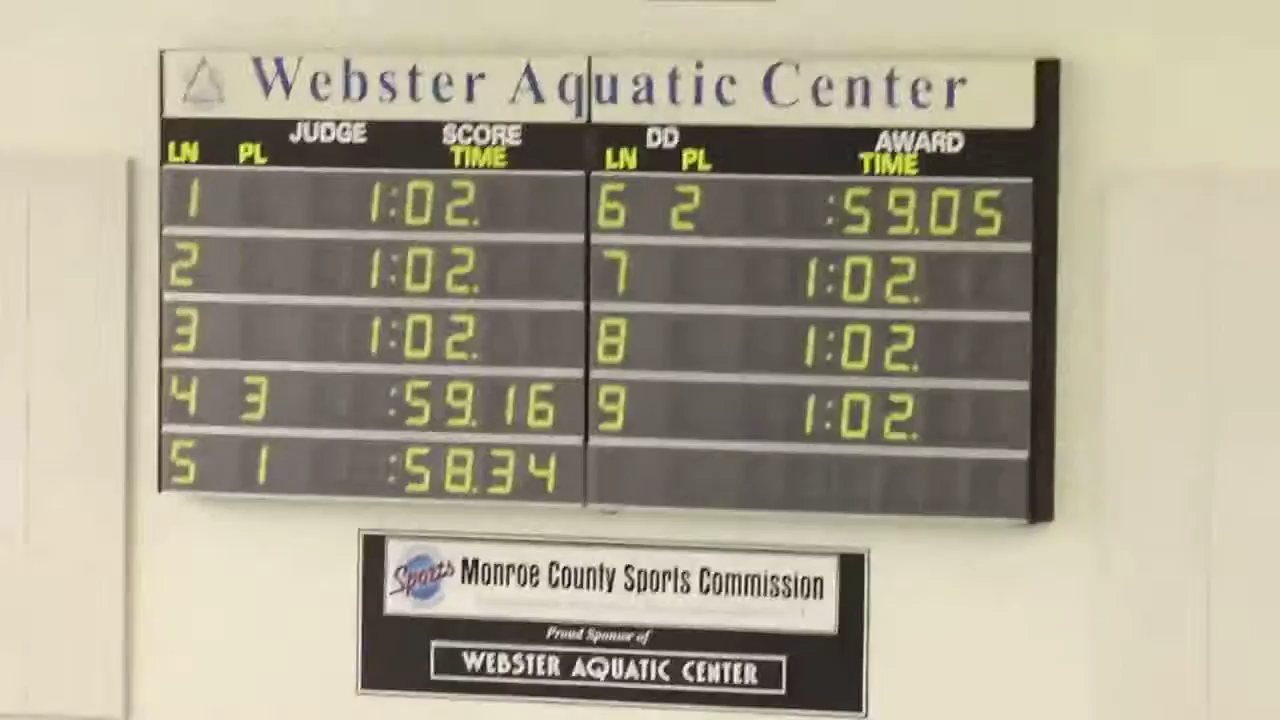 Webster Aquatic Center
JUDGE SCORE DD AWARD
LN PL TIME LN PL TIME
1 1:02. 6 2 :59.05
2 1:02. 7 1:02.
3 1:02. 8 1:02.
4 3 :59.16 9 1:02.
5 1 :58.34
Sports Monroe County Sports Commission
Proud Sponsor of
WEBSTER AQUATIC CENTER